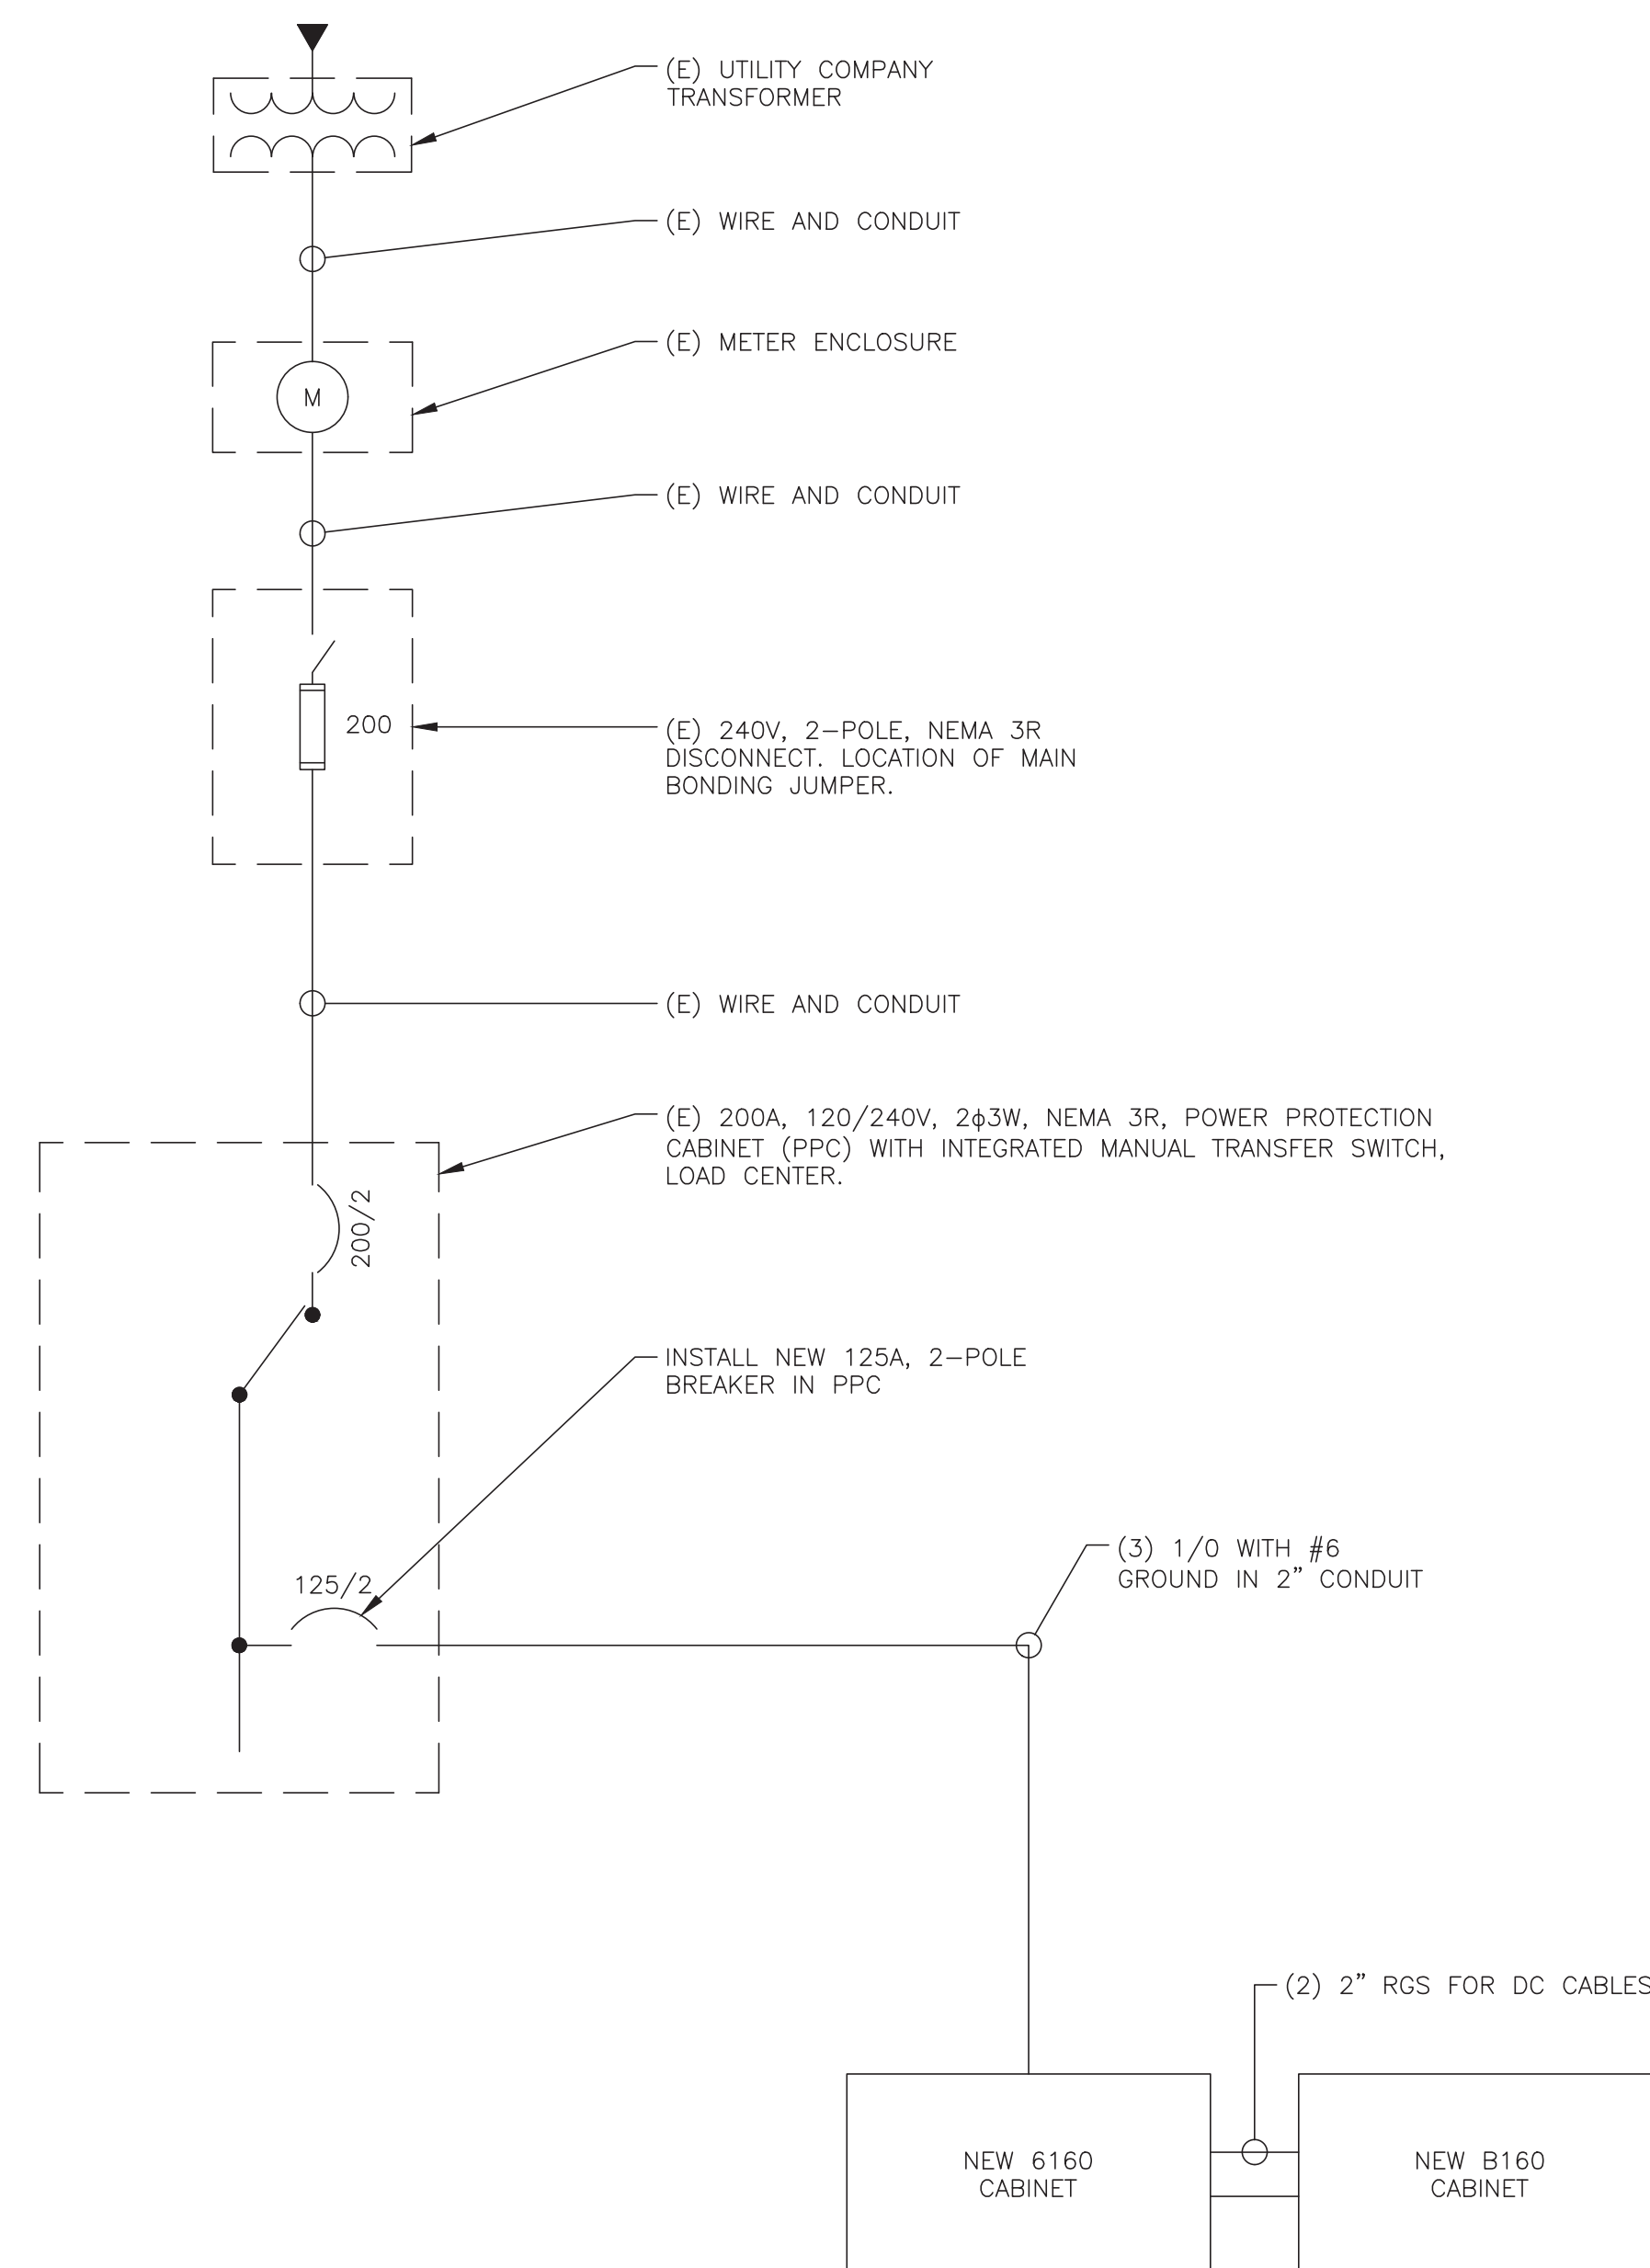 (E) UTILITY COMPANY
TRANSFORMER
(E) WIRE AND CONDUIT
(E) METER ENCLOSURE
M
(E) WIRE AND CONDUIT
200
(E) 240V, 2-POLE, NEMA 3R
DISCONNECT. LOCATION OF MAIN
BONDING JUMPER.
(E) WIRE AND CONDUIT
(E) 200A, 120/240V, 2ϕ3W, NEMA 3R, POWER PROTECTION
CABINET (PPC) WITH INTEGRATED MANUAL TRANSFER SWITCH,
LOAD CENTER.
200/2
INSTALL NEW 125A, 2-POLE
BREAKER IN PPC
125/2
(3) 1/0 WITH #6
GROUND IN 2” CONDUIT
(2) 2” RGS FOR DC CABLES
NEW 6160
CABINET
NEW B160
CABINET